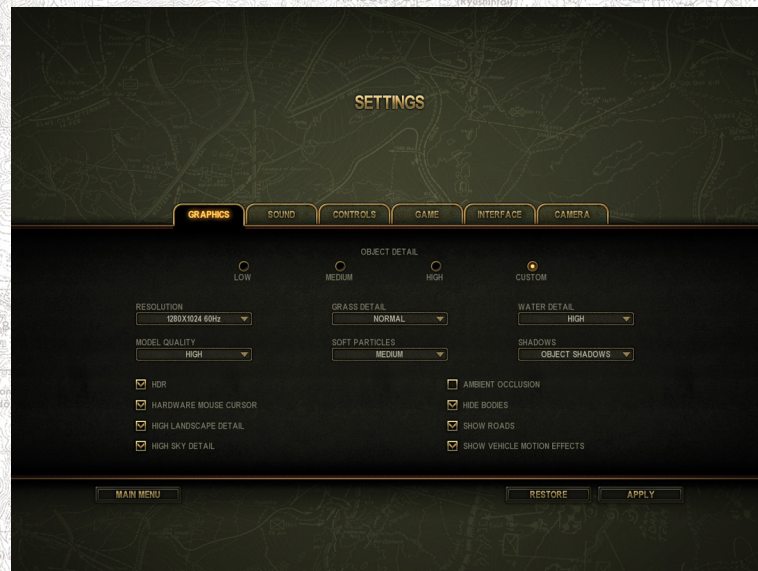 (Kyushinto)
SETTINGS
GRAPHICS SOUND CONTROLS GAME INTERFACE CAMERA
OBJECT DETAIL
LOW MEDIUM HIGH CUSTOM
RESOLUTION GRASS DETAIL WATER DETAIL
1280X1024 60Hz NORMAL HIGH
MODEL QUALITY SOFT PARTICLES SHADOWS
HIGH MEDIUM OBJECT SHADOWS
HDR AMBIENT OCCLUSION
HARDWARE MOUSE CURSOR HIDE BODIES
HIGH LANDSCAPE DETAIL SHOW ROADS
HIGH SKY DETAIL SHOW VEHICLE MOTION EFFECTS
MAIN MENU RESTORE APPLY